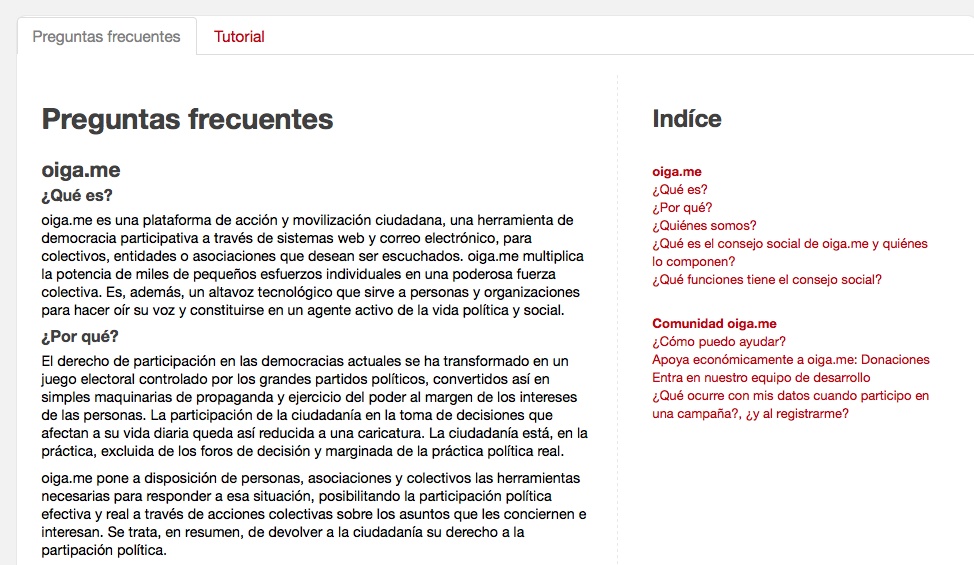 Preguntas frecuentes
Tutorial
Preguntas frecuentes
oiga.me
¿Qué es?
oiga.me es una plataforma de acción y movilización ciudadana, una herramienta de
democracia participativa a través de sistemas web y correo electrónico, para
colectivos, entidades o asociaciones que desean ser escuchados. oiga.me multiplica
la potencia de miles de pequeños esfuerzos individuales en una poderosa fuerza
colectiva. Es, además, un altavoz tecnológico que sirve a personas y organizaciones
para hacer oír su voz y constituirse en un agente activo de la vida política y social.
¿Por qué?
El derecho de participación en las democracias actuales se ha transformado en un
juego electoral controlado por los grandes partidos políticos, convertidos así en
simples maquinarias de propaganda y ejercicio del poder al margen de los intereses
de las personas. La participación de la ciudadanía en la toma de decisiones que
afectan a su vida diaria queda así reducida a una caricatura. La ciudadanía está, en la
práctica, excluida de los foros de decisión y marginada de la práctica política real.
oiga.me pone a disposición de personas, asociaciones y colectivos las herramientas
necesarias para responder a esa situación, posibilitando la participación política
efectiva y real a través de acciones colectivas sobre los asuntos que les conciernen e
interesan. Se trata, en resumen, de devolver a la ciudadanía su derecho a la
partipación política.
Indíce
oiga.me
¿Qué es?
¿Por qué?
¿Quiénes somos?
¿Qué es el consejo social de oiga.me y quiénes
lo componen?
¿Qué funciones tiene el consejo social?
Comunidad oiga.me
¿Cómo puedo ayudar?
Apoya económicamente a oiga.me: Donaciones
Entra en nuestro equipo de desarrollo
¿Qué ocurre con mis datos cuando participo en
una campaña?, ¿y al registrarme?